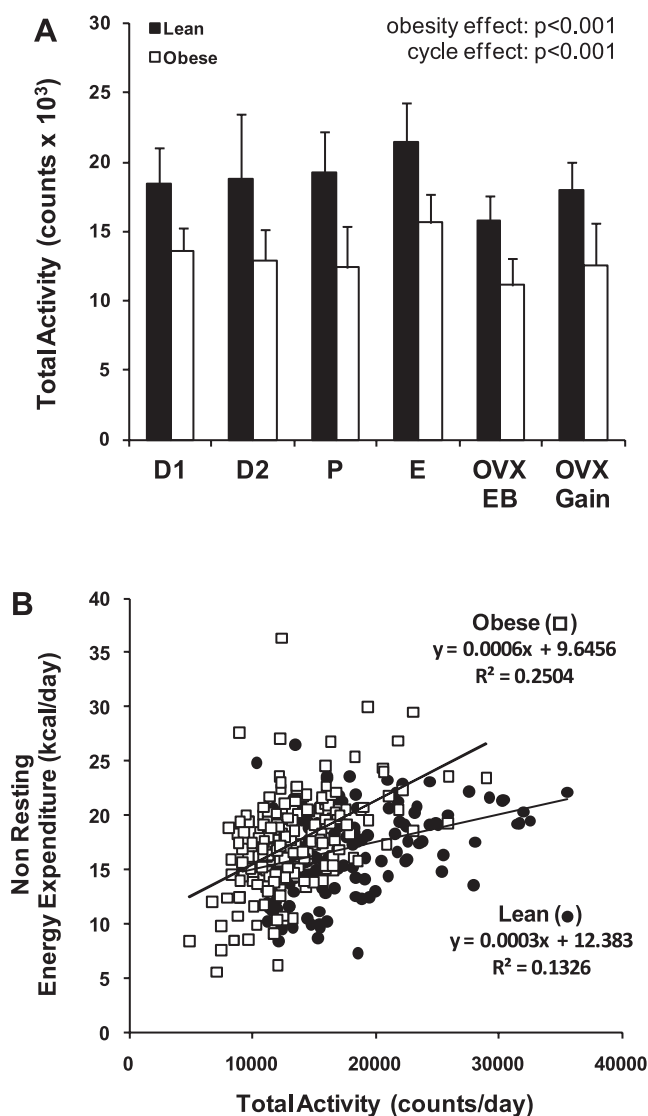 A
Lean
Obese
obesity effect: p<0.001
cycle effect: p<0.001
Total Activity (counts x 10³)
30
25
20
15
10
5
0
D1 D2 P E OVX EB OVX Gain
B
Non Resting
Energy Expenditure (kcal/day)
40
35
30
25
20
15
10
5
0
Obese (□)
y = 0.0006x + 9.6456
R² = 0.2504
Lean (●)
y = 0.0003x + 12.383
R² = 0.1326
0 10000 20000 30000 40000
Total Activity (counts/day)